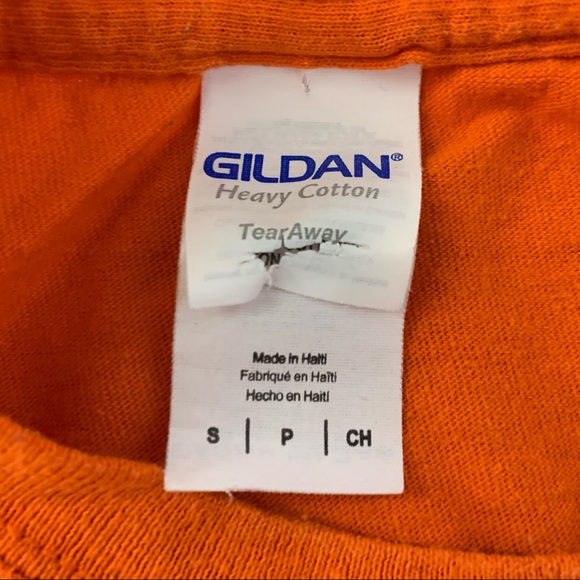 GILDAN®
Heavy Cotton
TearAway
Made in Haiti
Fabriqué en Haïti
Hecho en Haití
S | P | CH